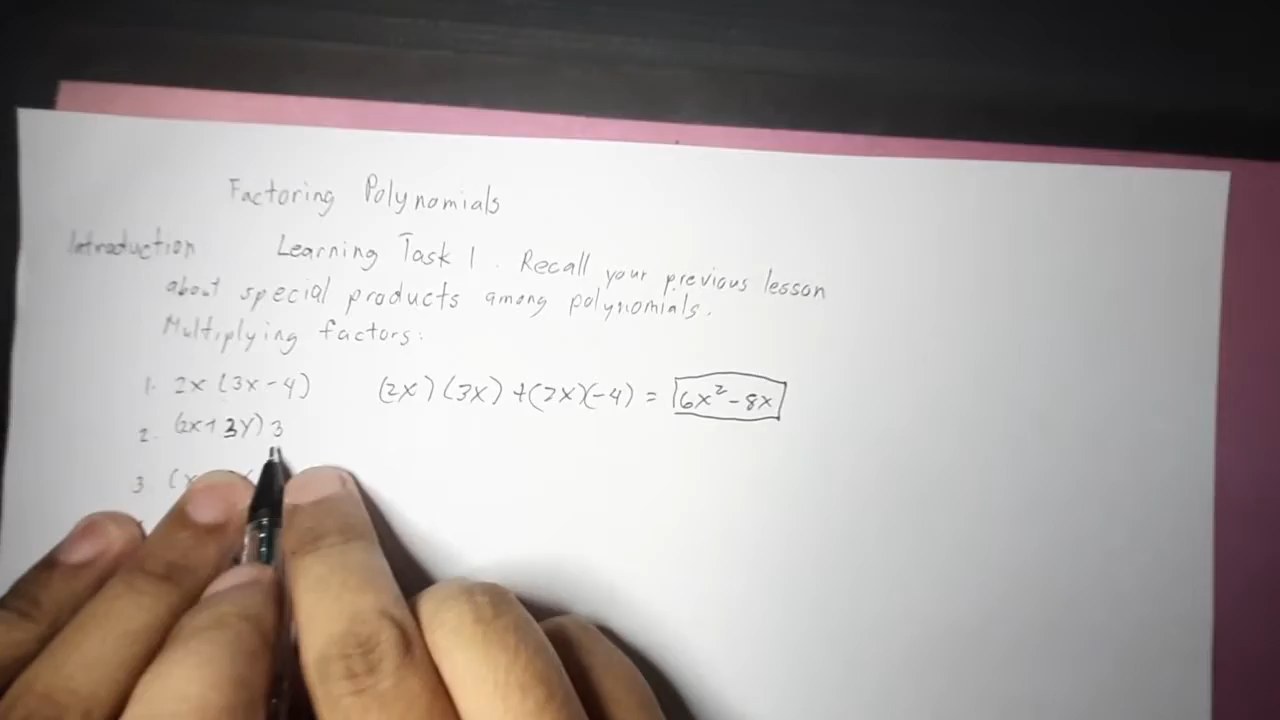 Factoring Polynomials
Introduction Learning Task 1. Recall your previous lesson
about special products among polynomials.
Multiplying factors:
1. 2x (3x-4) (2x)(3x)+(2x)(-4) = 6x²-8x
2. (2x+3y)3
3 (x